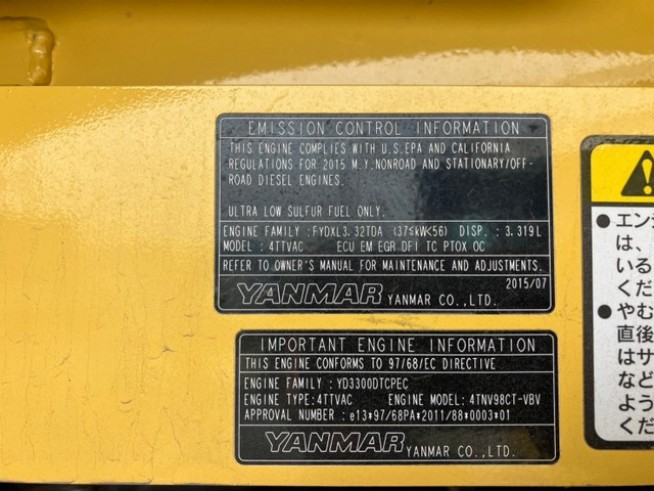 EMISSION CONTROL INFORMATION
THIS ENGINE COMPLIES WITH U.S.EPA AND CALIFORNIA
REGULATIONS FOR 2015 M.Y.NONROAD AND STATIONARY/OFF-
ROAD DIESEL ENGINES.
ULTRA LOW SULFUR FUEL ONLY.
ENGINE FAMILY : FYDXL3.32TDA (37≤kW<56) DISP. : 3.319L
MODEL : 4TTVAC ECU EM EGR DFI TC PTOX OC
REFER TO OWNER'S MANUAL FOR MAINTENANCE AND ADJUSTMENTS.
2015/07
YANMAR YANMAR CO.,LTD.
IMPORTANT ENGINE INFORMATION
THIS ENGINE CONFORMS TO 97/68/EC DIRECTIVE
ENGINE FAMILY : YD3300DTCPEC
ENGINE TYPE:4TTVAC ENGINE MODEL:4TNV98CT-VBV
APPROVAL NUMBER : e13*97/68PA*2011/88*0003*01
YANMAR YANMAR CO.,LTD.
●エンジ
は、
いる
くだ
●やむ
直後
はサ
など
よう
くだ